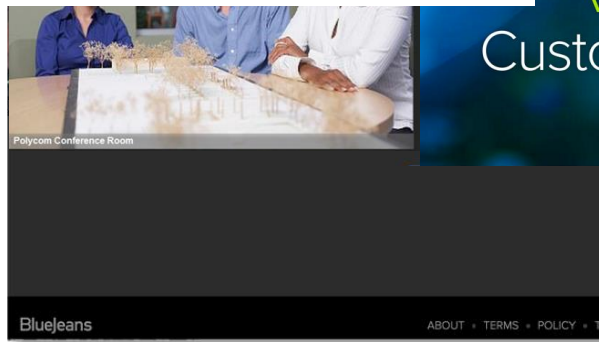 Custo
Polycom Conference Room
BlueJeans
ABOUT • TERMS • POLICY •